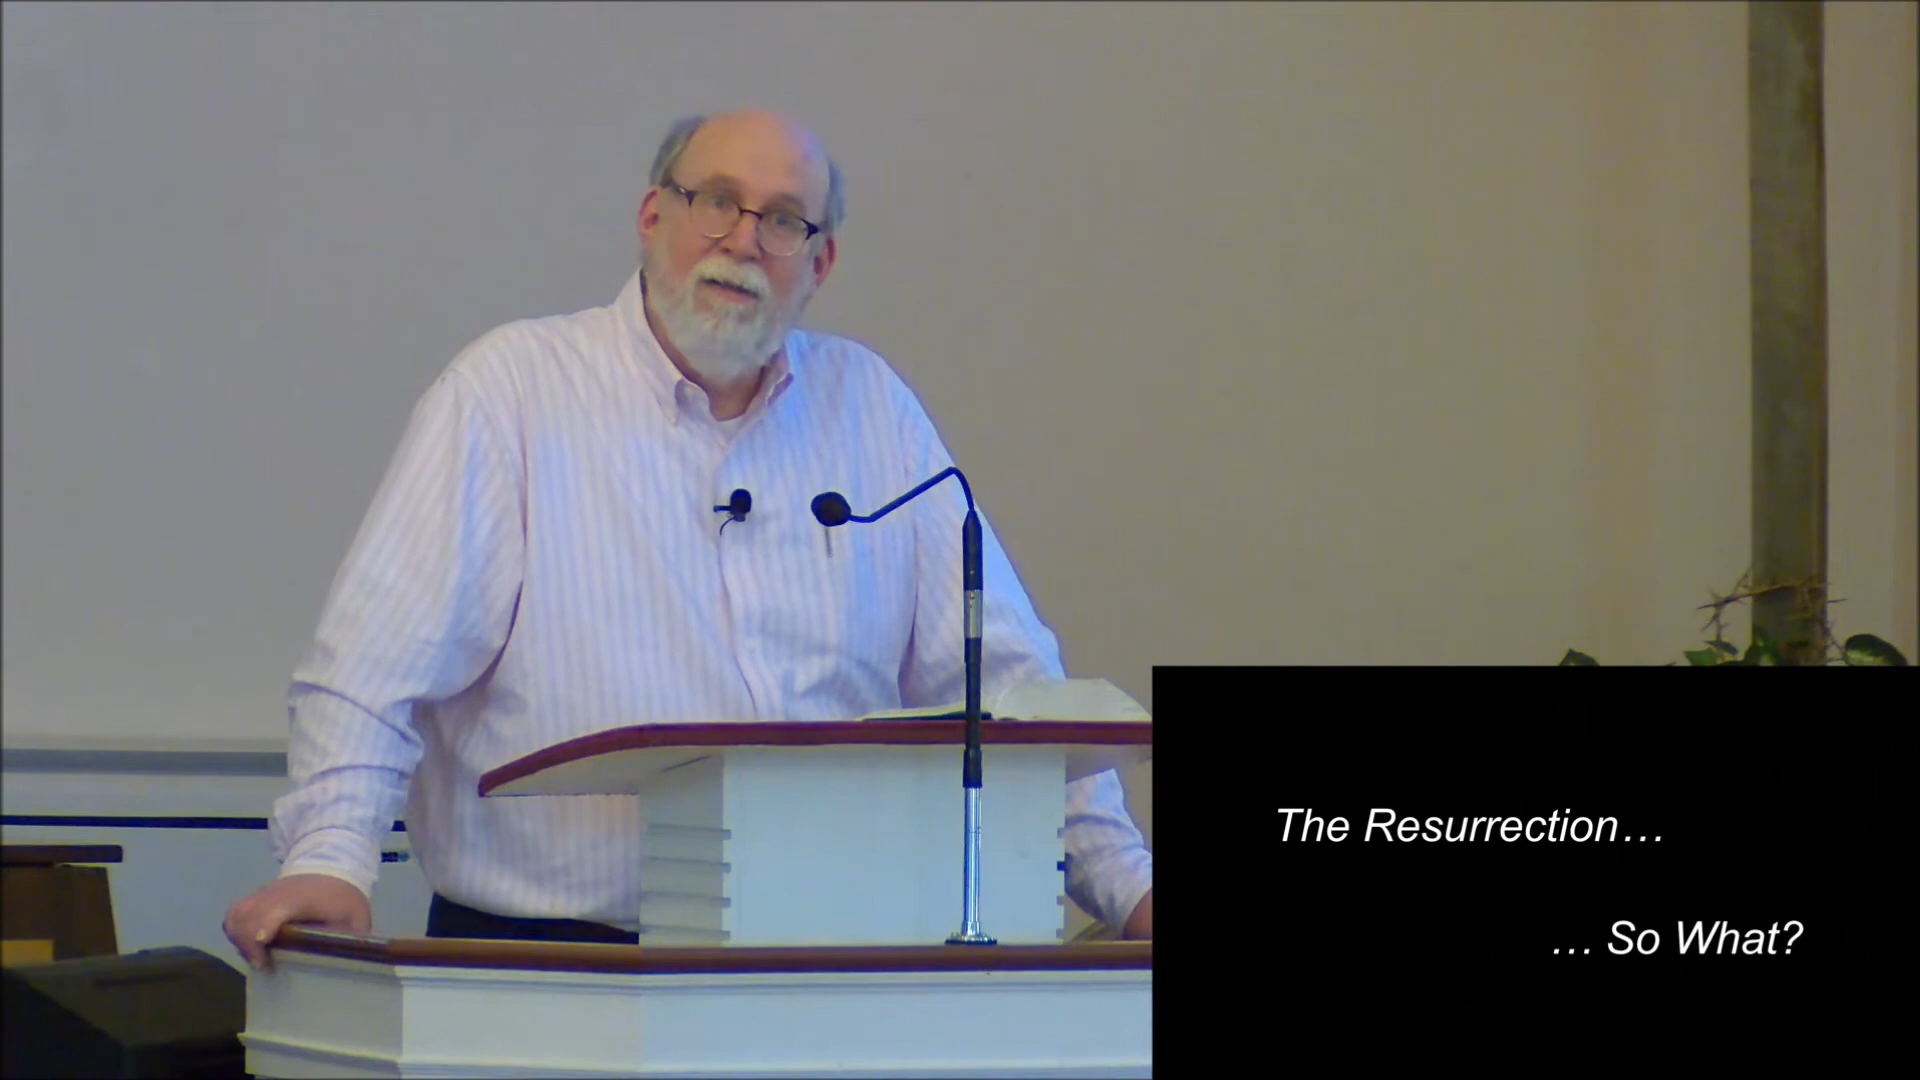 The Resurrection…
… So What?